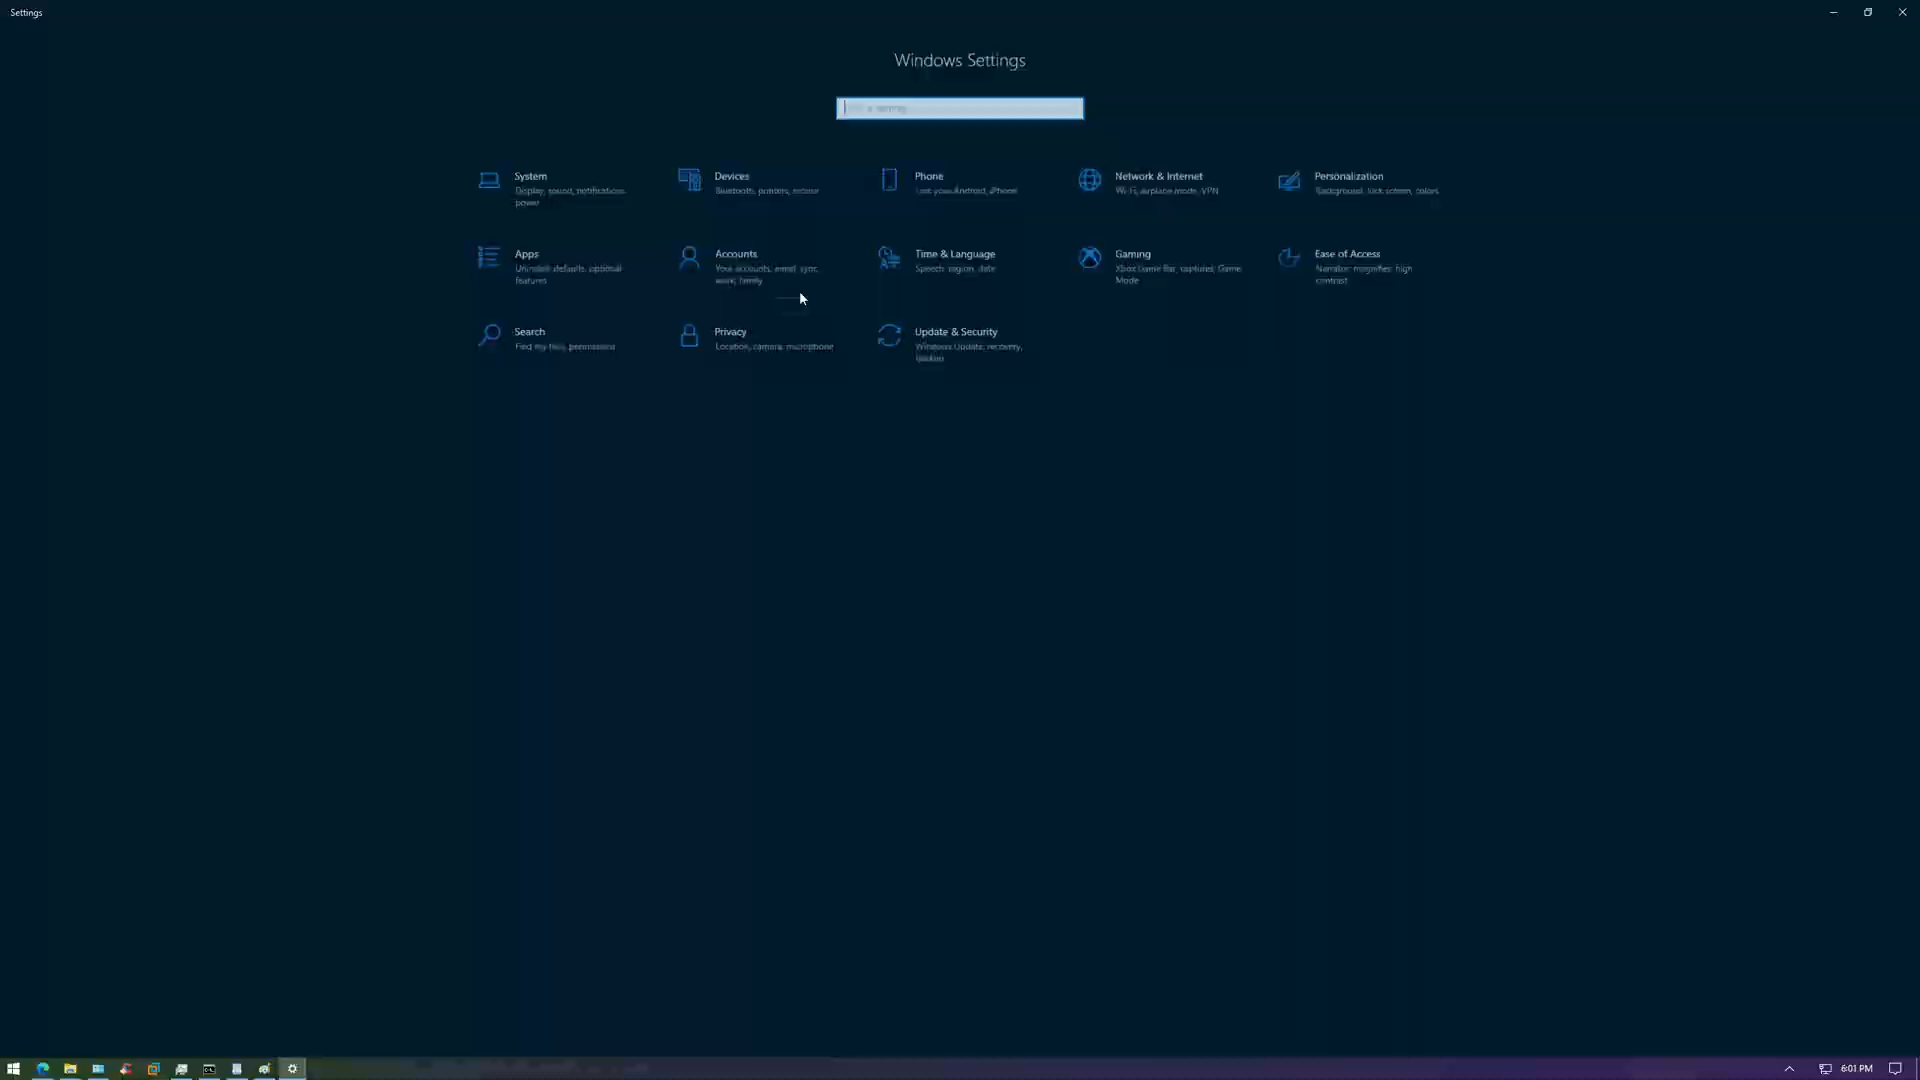 Settings
Windows Settings
System
Display, sound, notifications,
power
Devices
Bluetooth, printers, mouse
Phone
your Android, iPhone
Network & Internet
Wi-Fi, airplane mode, VPN
Personalization
Background, lock screen, colors
Apps
Uninstall, defaults, optional
features
Accounts
Your accounts, email, sync,
work, family
Time & Language
Speech, region, date
Gaming
Xbox Game Bar, captures, Game
Mode
Ease of Access
Narrator, magnifier, high
contrast
Search
Find my files, permissions
Privacy
Location, camera, microphone
Update & Security
Windows Update, recovery,
6:01 PM